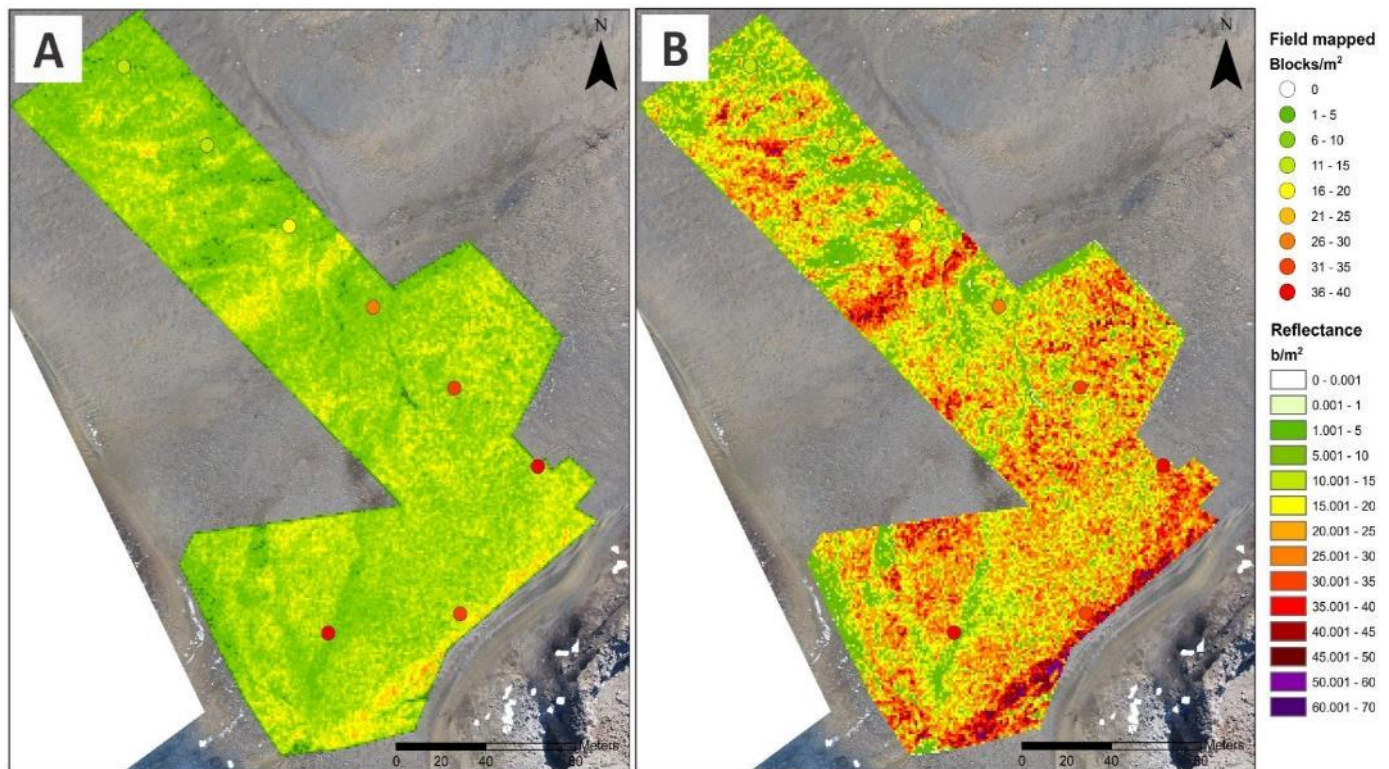 A
N
Meters
0 20 40 80
B
N
Meters
0 20 40 80
Field mapped
Blocks/m²
0
1 - 5
6 - 10
11 - 15
16 - 20
21 - 25
26 - 30
31 - 35
36 - 40
Reflectance
b/m²
0 - 0.001
0.001 - 1
1.001 - 5
5.001 - 10
10.001 - 15
15.001 - 20
20.001 - 25
25.001 - 30
30.001 - 35
35.001 - 40
40.001 - 45
45.001 - 50
50.001 - 60
60.001 - 70